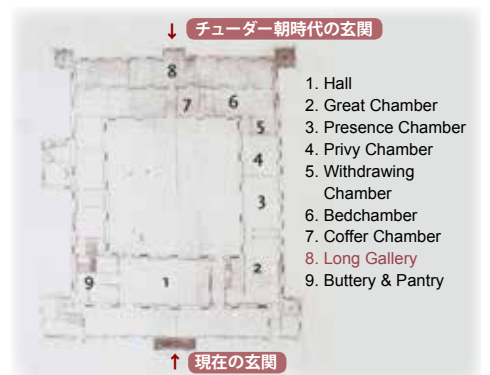 ↓ チューダー朝時代の玄関
8
7
6
5
4
3
2
1
9
1. Hall
2. Great Chamber
3. Presence Chamber
4. Privy Chamber
5. Withdrawing
Chamber
6. Bedchamber
7. Coffer Chamber
8. Long Gallery
9. Buttery & Pantry
↑ 現在の玄関